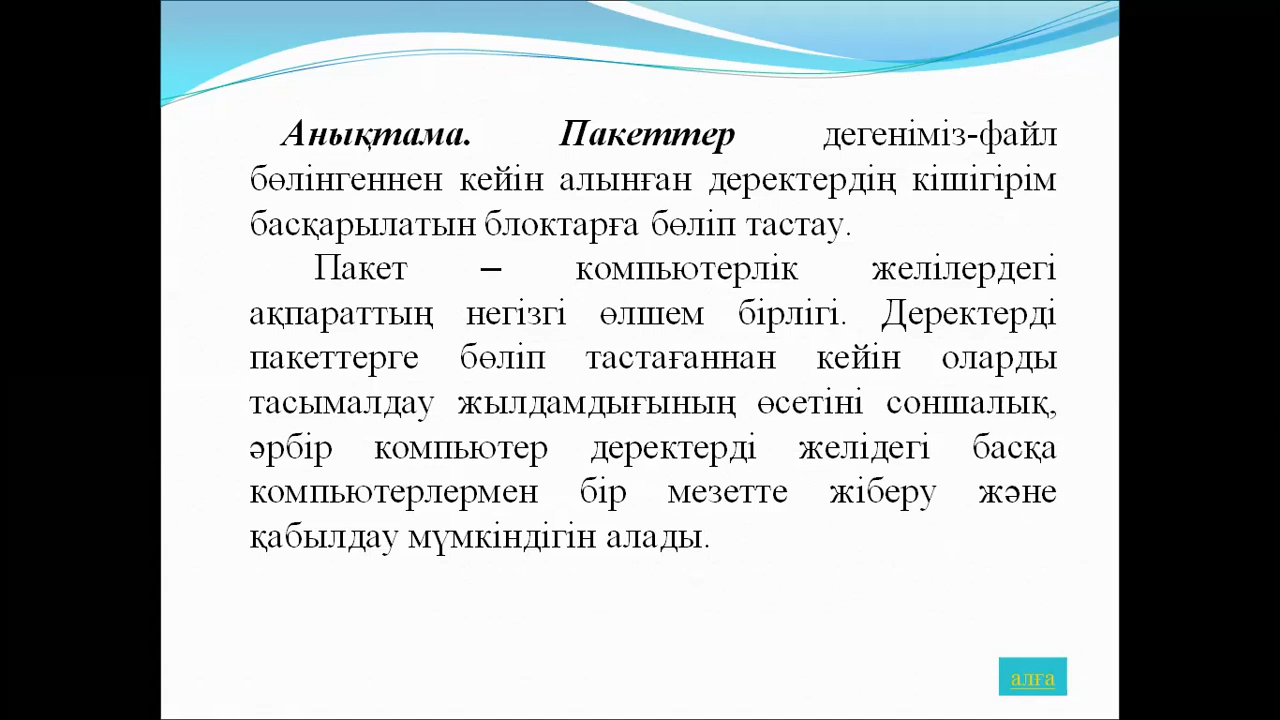 Анықтама. Пакеттер дегеніміз-файл
бөлінгеннен кейін алынған деректердің кішігірім
басқарылатын блоктарға бөліп тастау.
Пакет – компьютерлік желілердегі
ақпараттың негізгі өлшем бірлігі. Деректерді
пакеттерге бөліп тастағаннан кейін оларды
тасымалдау жылдамдығының өсетіні соншалық,
әрбір компьютер деректерді желідегі басқа
компьютерлермен бір мезетте жіберу және
қабылдау мүмкіндігін алады.
алға